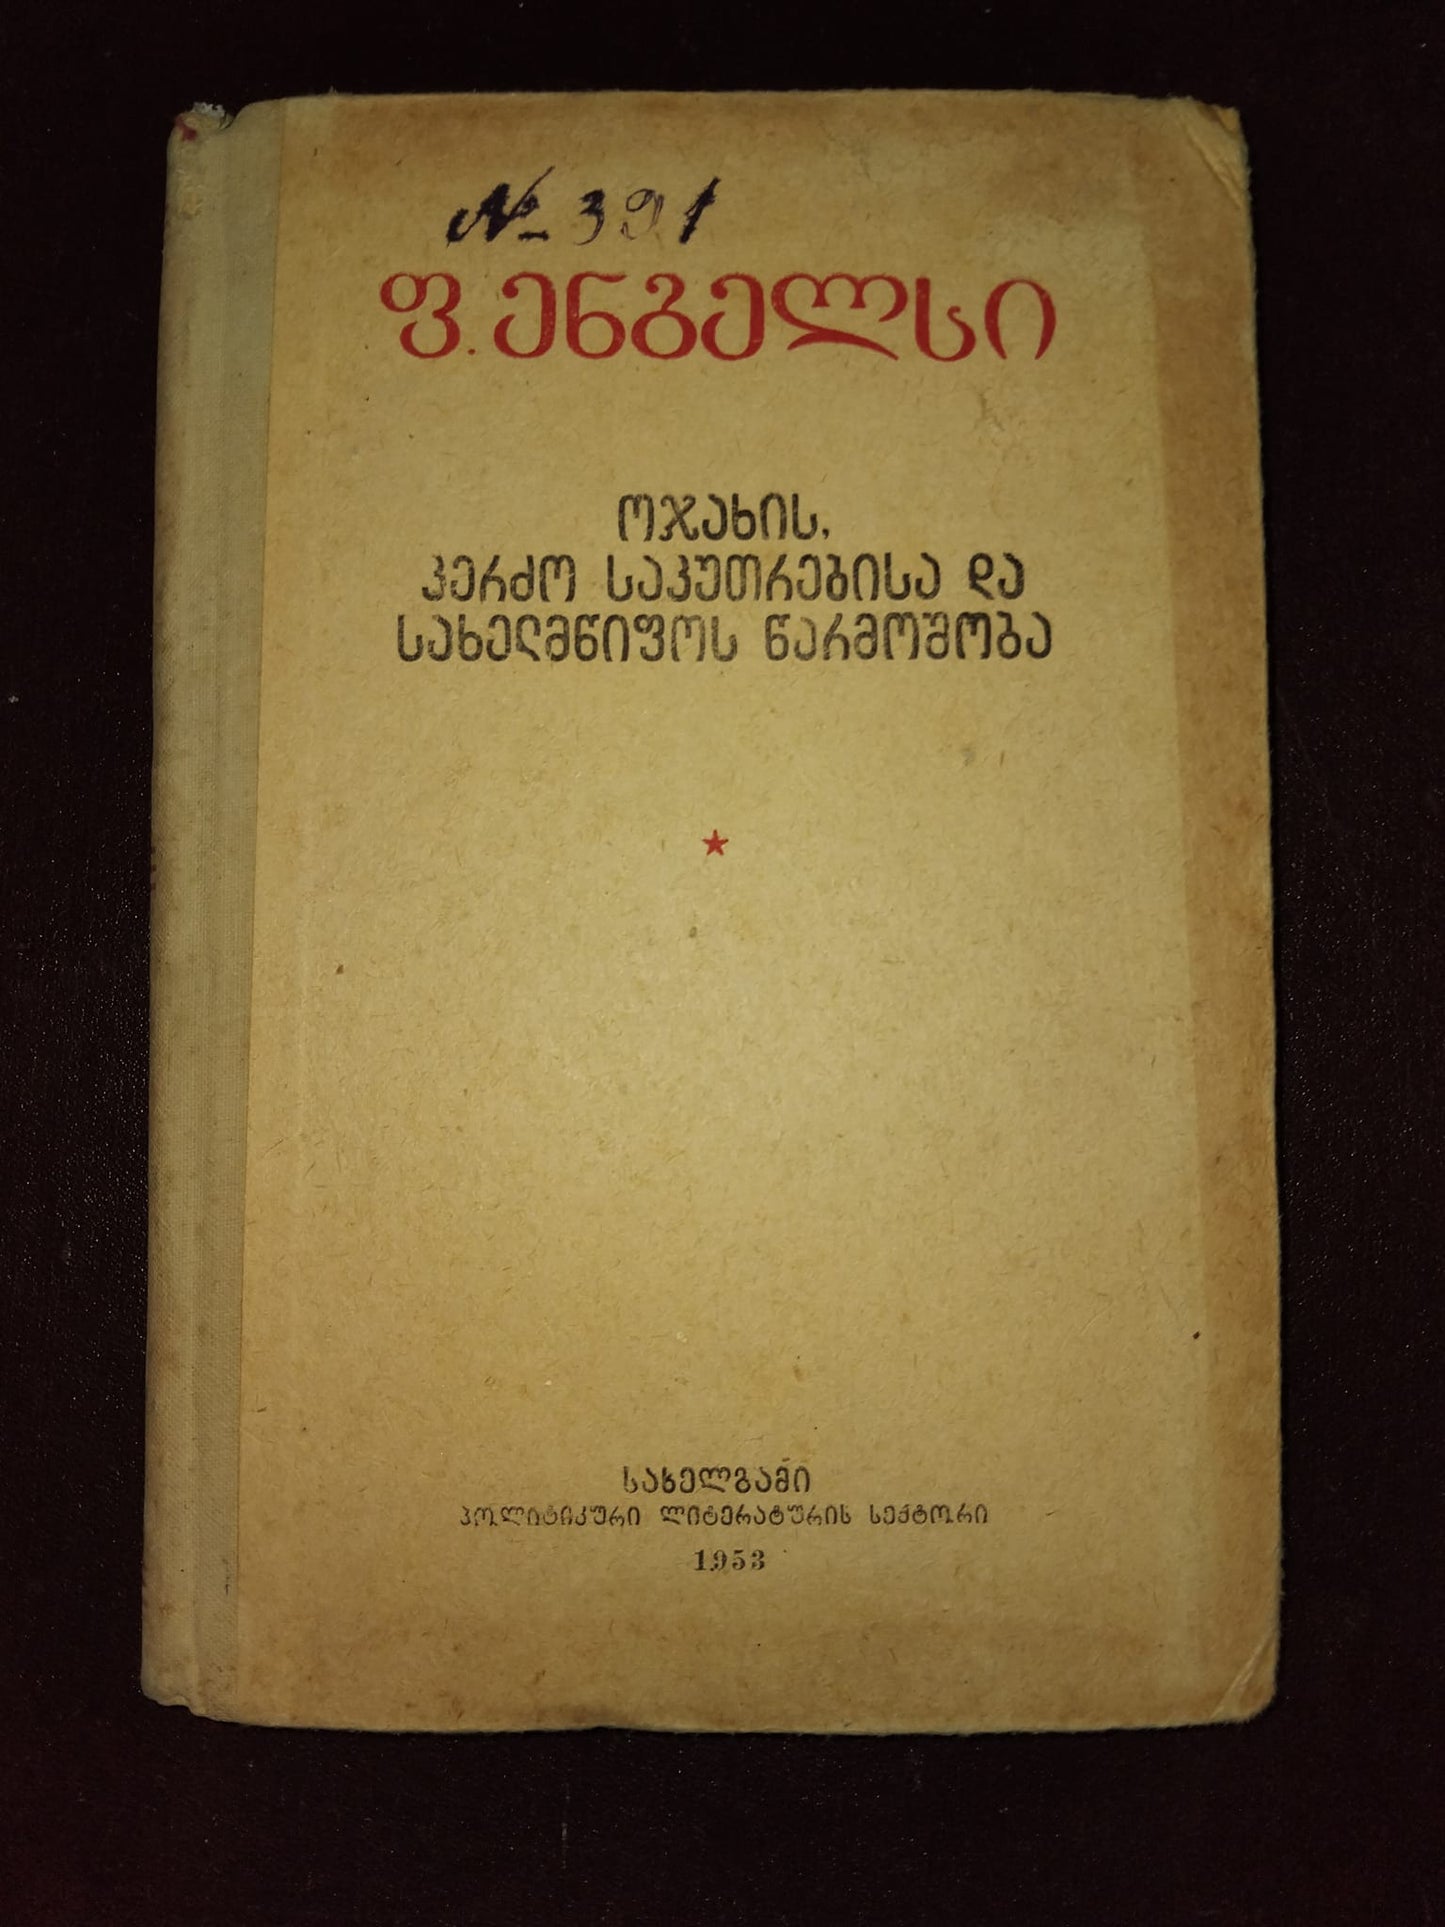 № 391
ფ. ენგელსი
ოჯახის,
კერძო საკუთრებისა და
სახელმწიფოს წარმოშობა
სახელგამი
პოლიტიკური ლიტერატურის სექტორი
1953